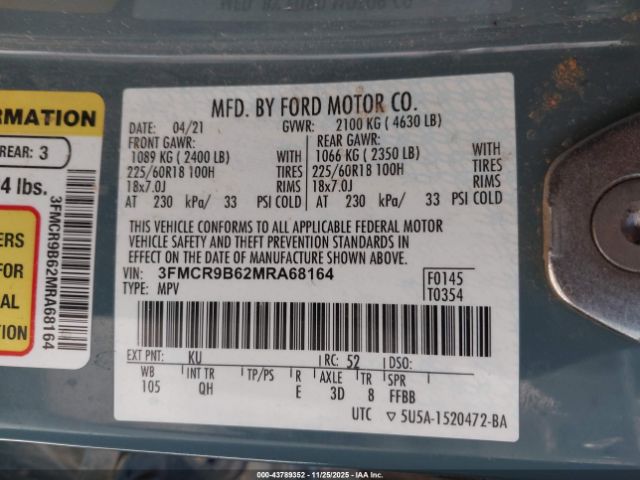 MFD. BY FORD MOTOR CO.
DATE: 04/21 GVWR: 2100 KG ( 4630 LB)
FRONT GAWR: REAR GAWR:
1089 KG ( 2400 LB) WITH 1066 KG ( 2350 LB) WITH
225/60R18 100H TIRES 225/60R18 100H TIRES
18x7.0J RIMS 18x7.0J RIMS
AT 230 kPa/ 33 PSI COLD AT 230 kPa/ 33 PSI COLD
THIS VEHICLE CONFORMS TO ALL APPLICABLE FEDERAL MOTOR
VEHICLE SAFETY AND THEFT PREVENTION STANDARDS IN
EFFECT ON THE DATE OF MANUFACTURE SHOWN ABOVE.
VIN: 3FMCR9B62MRA68164
TYPE: MPV
F0145
T0354
EXT PNT: KU RC: 52 DSO:
WB INT TR TP/PS R AXLE TR SPR
105 QH E 3D 8 FFBB
UTC ▽ 5U5A-1520472-BA
ORMATION
REAR: 3
4 lbs.
3FMCR9B62MRA68164
ERS
FOR
AL
ION
000-43789352 - 11/25/2025 - IAAI.COM